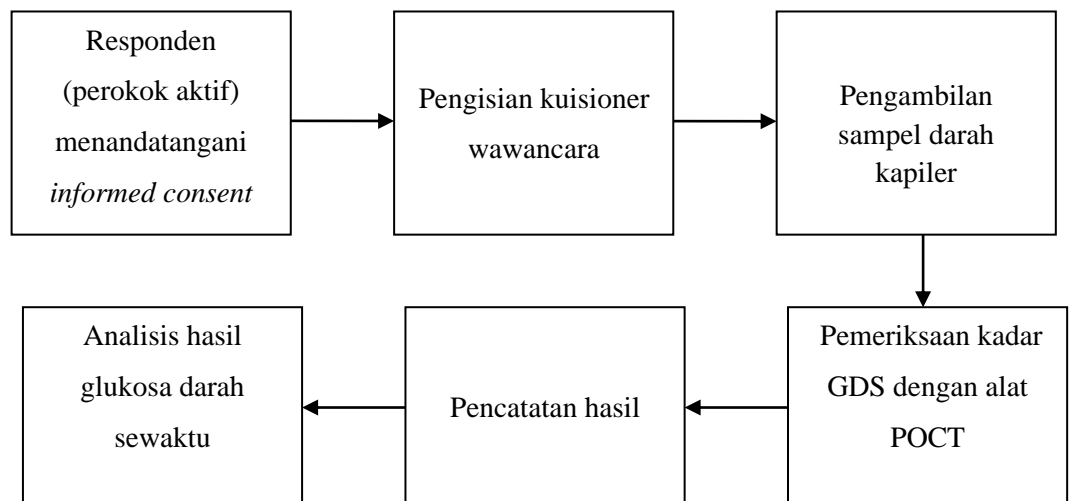 Responden
(perokok aktif)
menandatangani
informed consent
Pengisian kuisioner
wawancara
Pengambilan
sampel darah
kapiler
Pemeriksaan kadar
GDS dengan alat
POCT
Pencatatan hasil
Analisis hasil
glukosa darah
sewaktu